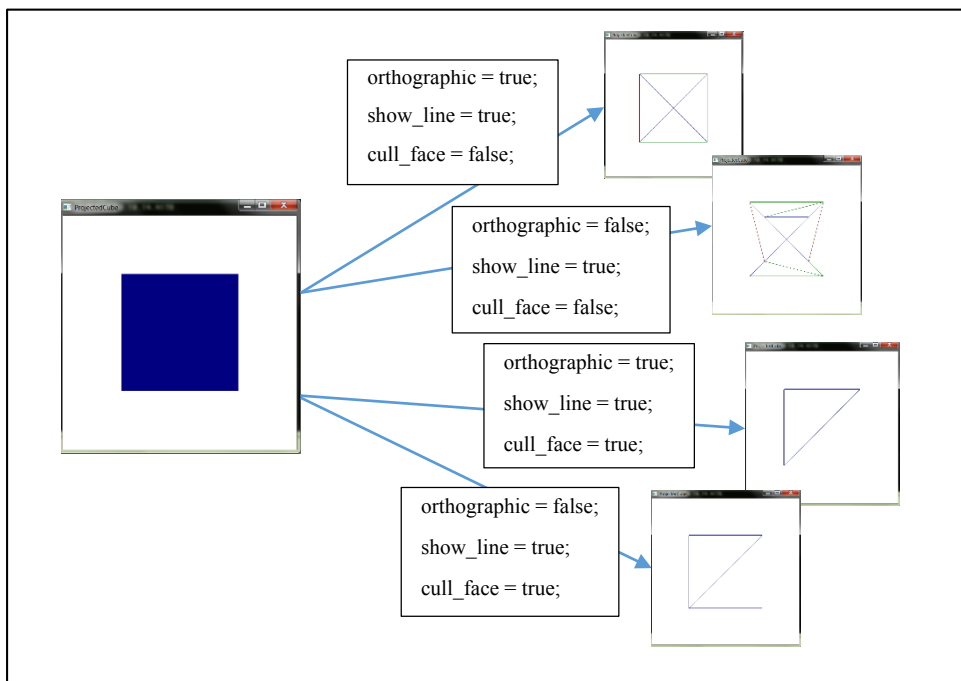 orthographic = true;
show_line = true;
cull_face = false;
ProjectedCube
orthographic = false;
show_line = true;
cull_face = false;
orthographic = true;
show_line = true;
cull_face = true;
orthographic = false;
show_line = true;
cull_face = true;